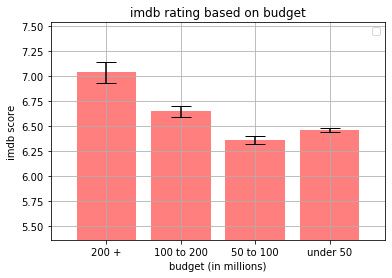 imdb rating based on budget
7.50
7.25
7.00
6.75
6.50
6.25
6.00
5.75
5.50
imdb score
200 + 100 to 200 50 to 100 under 50
budget (in millions)